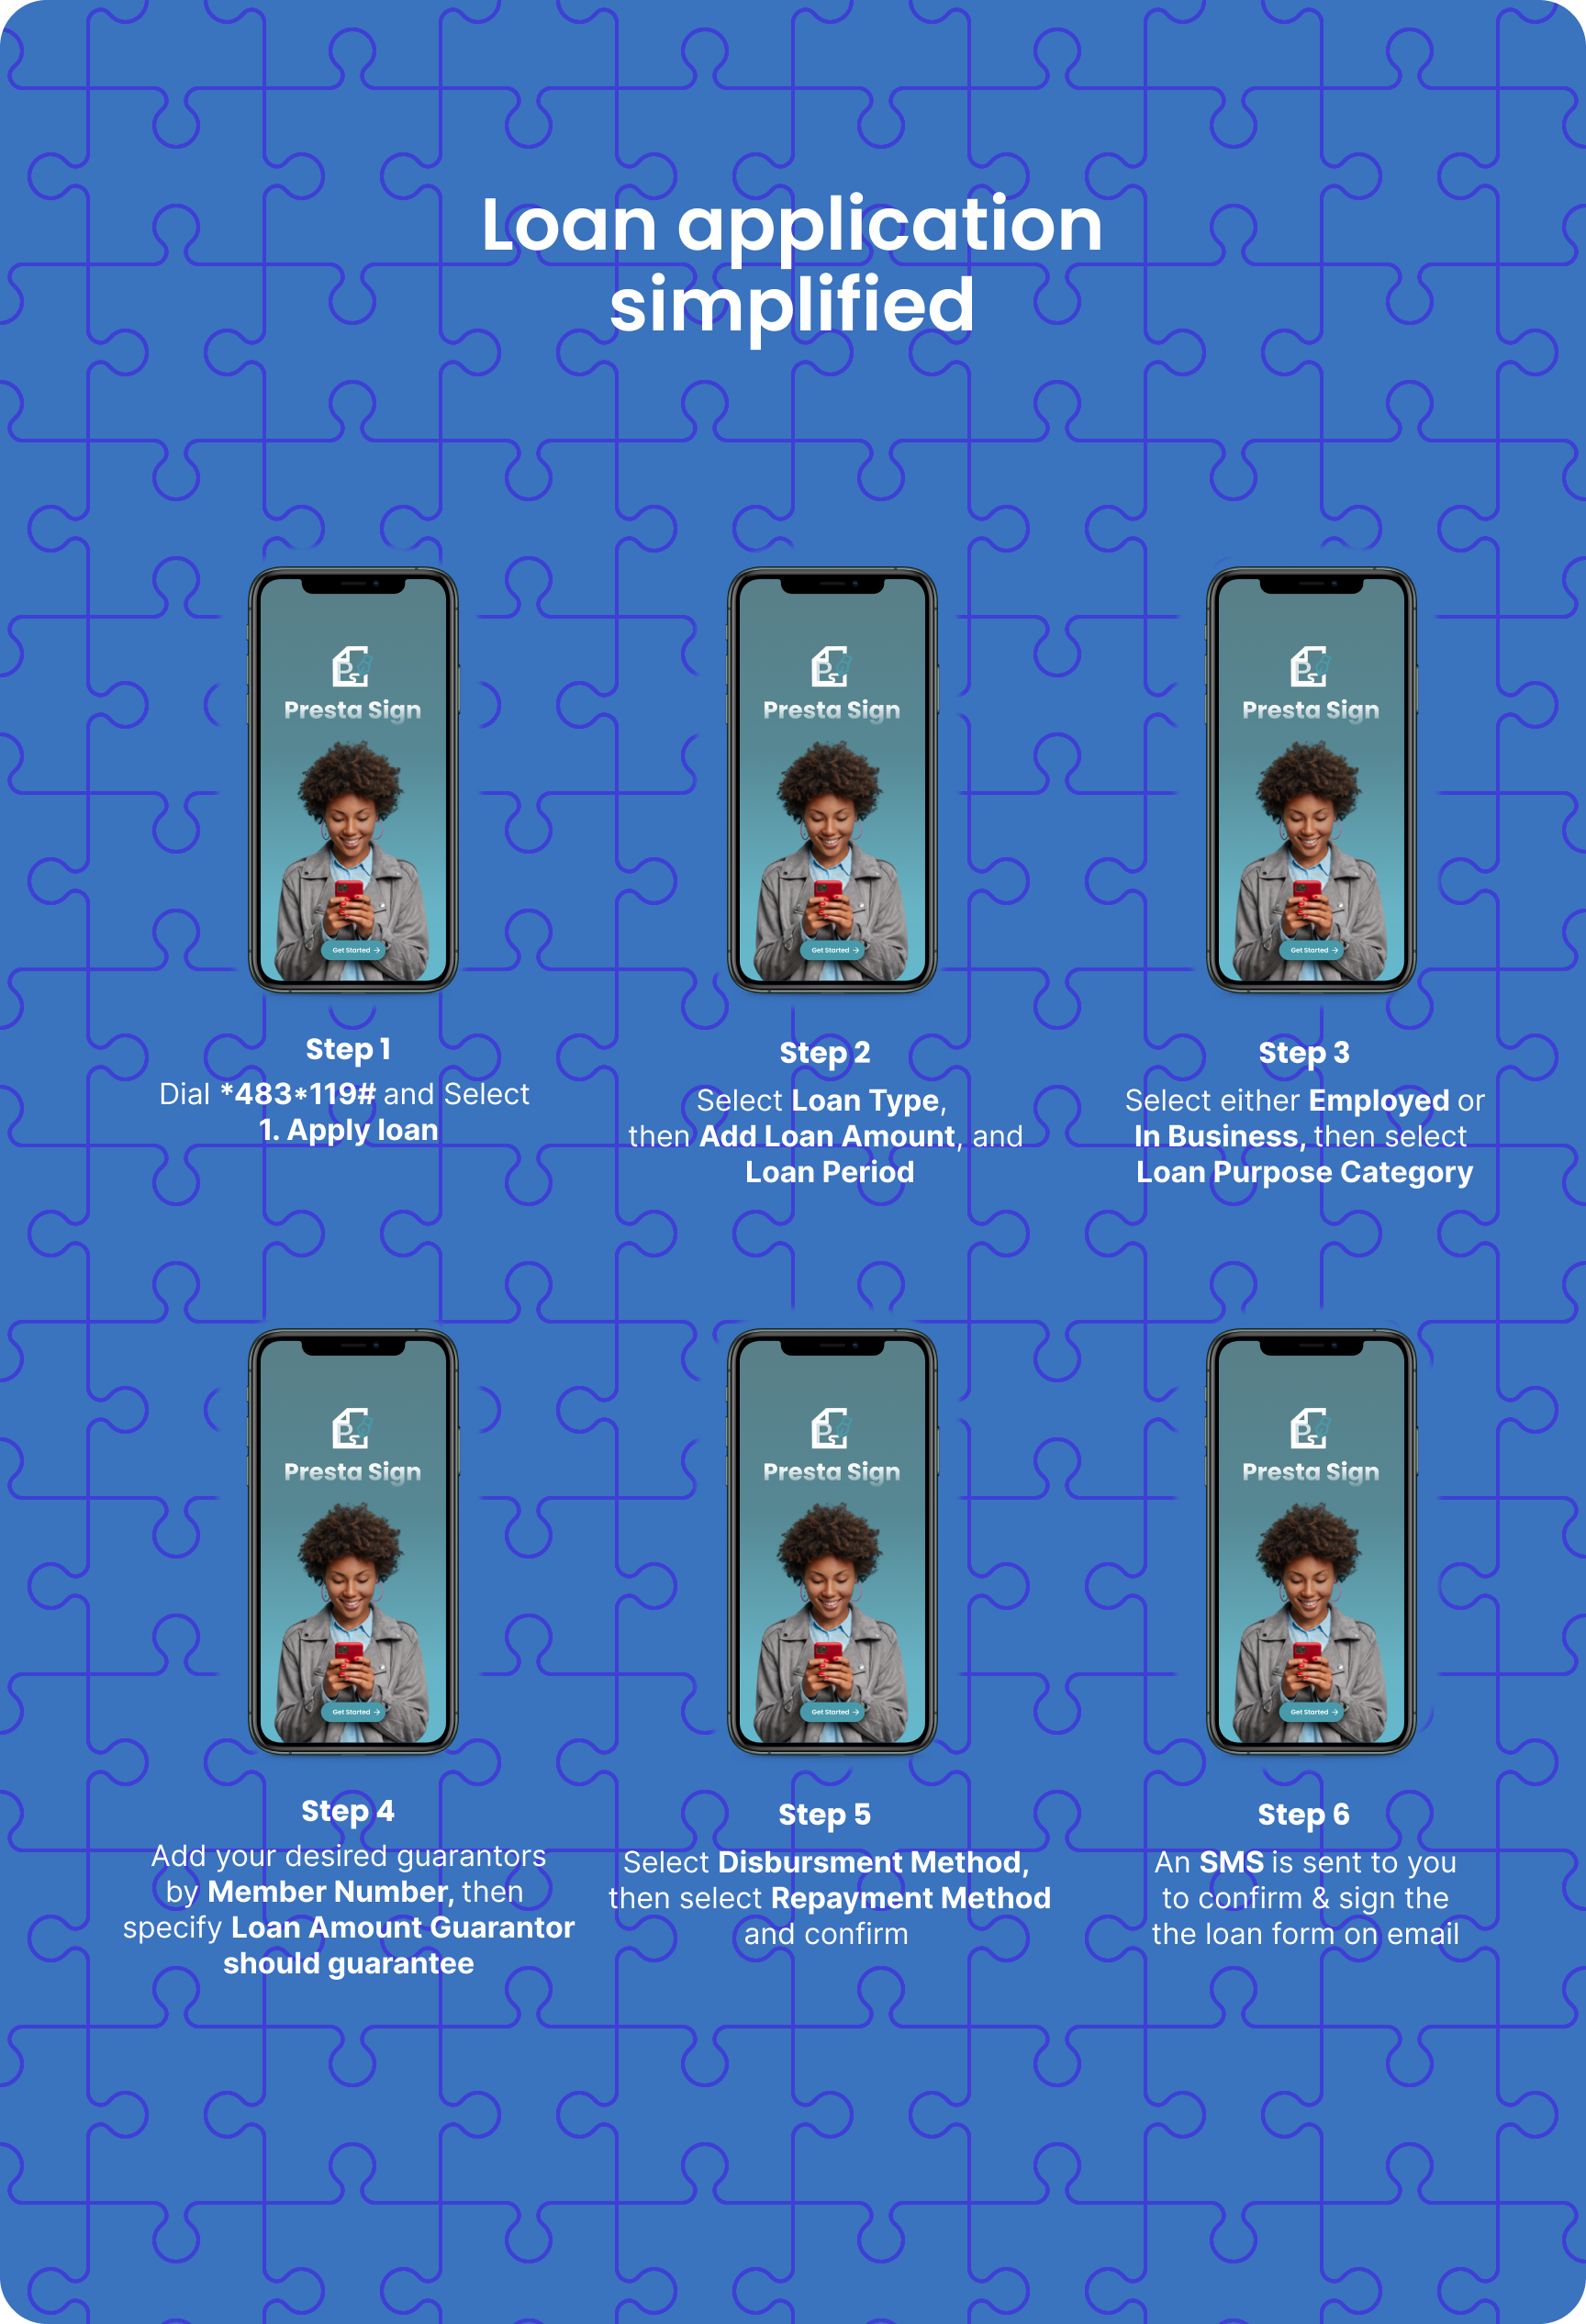 Loan application
simplified
Presta Sign
Get Started →
Presta Sign
Get Started →
Presta Sign
Get Started →
Step 1
Dial *483*119# and Select
1. Apply loan
Step 2
Select Loan Type,
then Add Loan Amount, and
Loan Period
Step 3
Select either Employed or
In Business, then select
Loan Purpose Category
Presta Sign
Get Started →
Presta Sign
Get Started →
Presta Sign
Get Started →
Step 4
Add your desired guarantors
by Member Number, then
specify Loan Amount Guarantor
should guarantee
Step 5
Select Disbursment Method,
then select Repayment Method
and confirm
Step 6
An SMS is sent to you
to confirm & sign the
the loan form on email